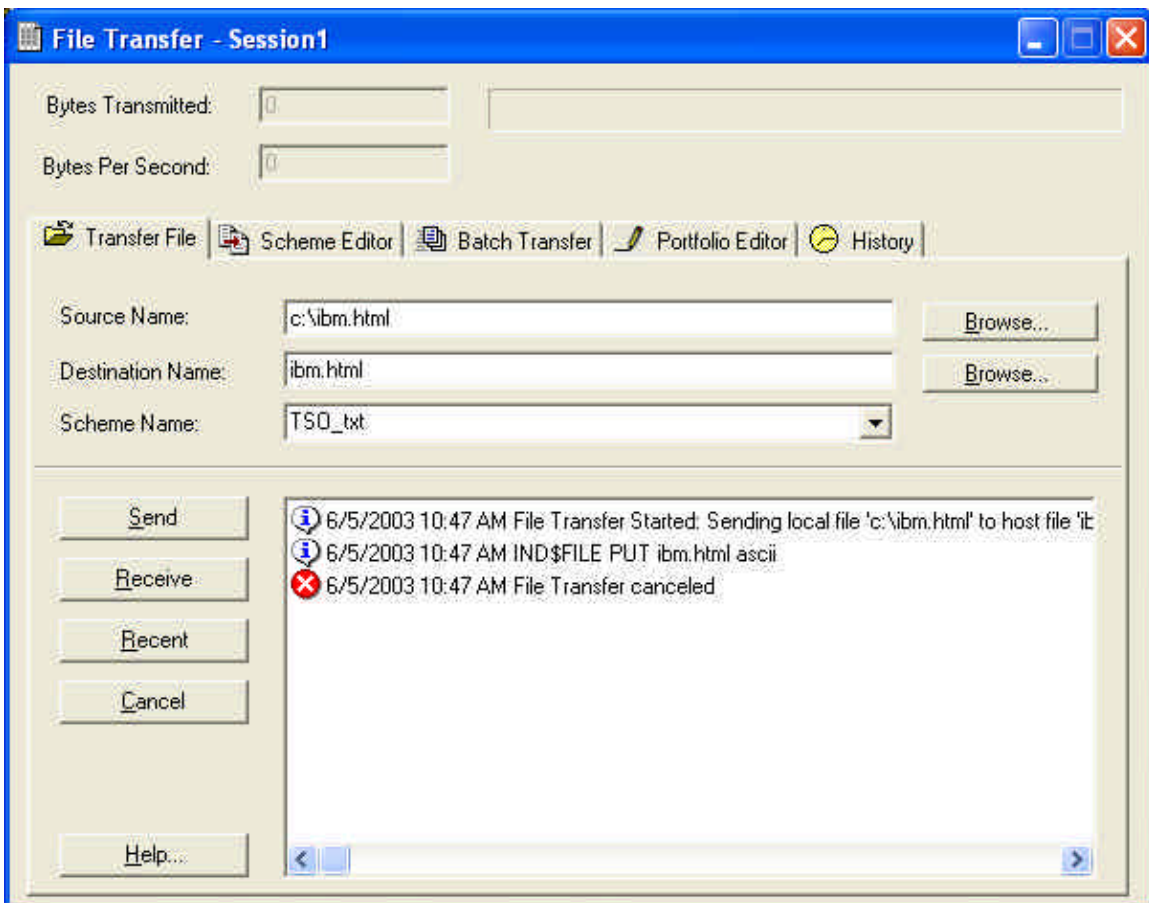 File Transfer - Session1
Bytes Transmitted: 0
Bytes Per Second: 0
Transfer File Scheme Editor Batch Transfer Portfolio Editor History
Source Name: c:\ibm.html Browse...
Destination Name: ibm.html Browse...
Scheme Name: TSO_txt
Send
Receive
Recent
Cancel
Help...
6/5/2003 10:47 AM File Transfer Started: Sending local file 'c:\ibm.html' to host file 'ib
6/5/2003 10:47 AM IND$FILE PUT ibm.html ascii
6/5/2003 10:47 AM File Transfer canceled